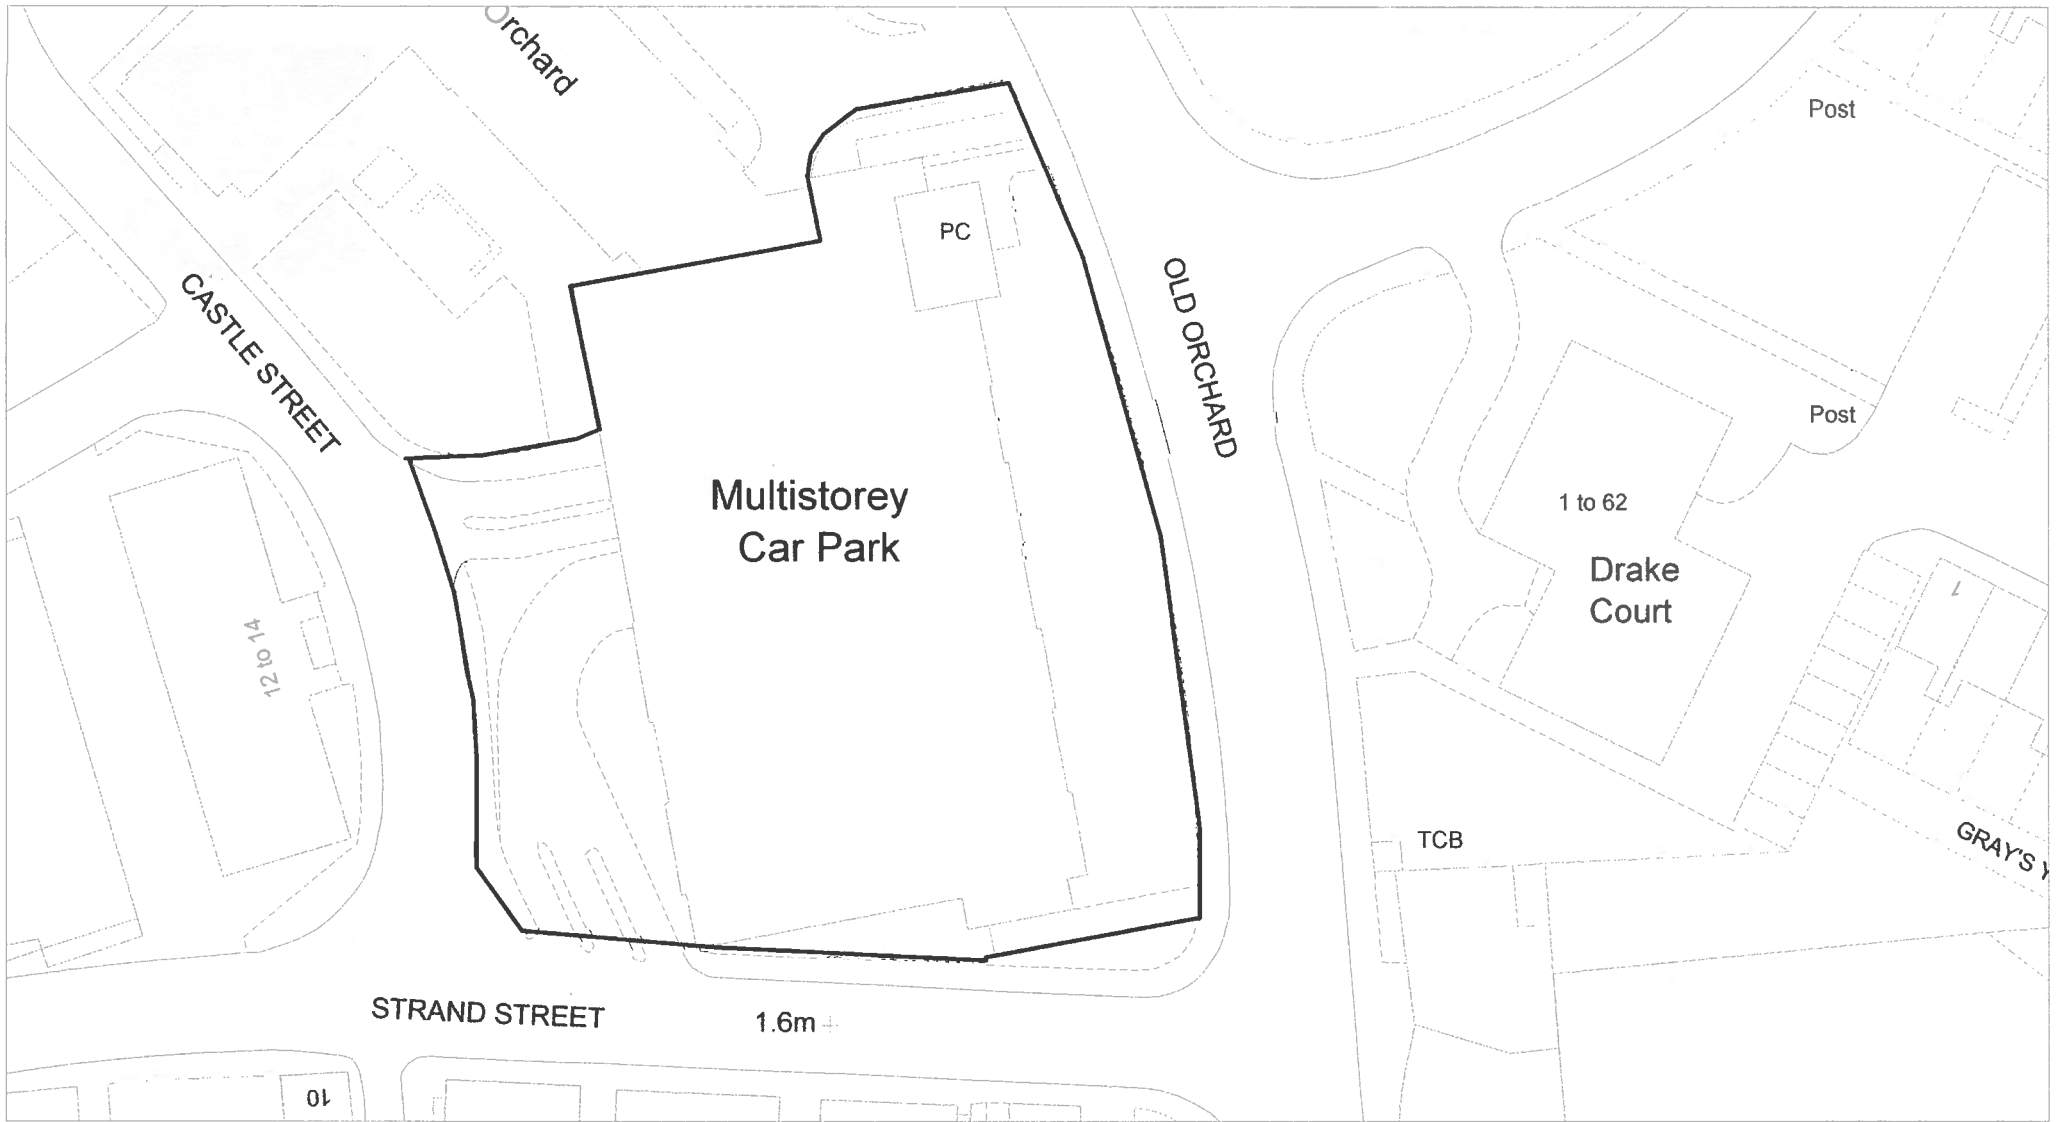 Orchard
Post
PC
CASTLE STREET
OLD ORCHARD
Post
Multistorey
Car Park
1 to 62
Drake
Court
1
12 to 14
TCB
GRAY'S Y
STRAND STREET
1.6m
10